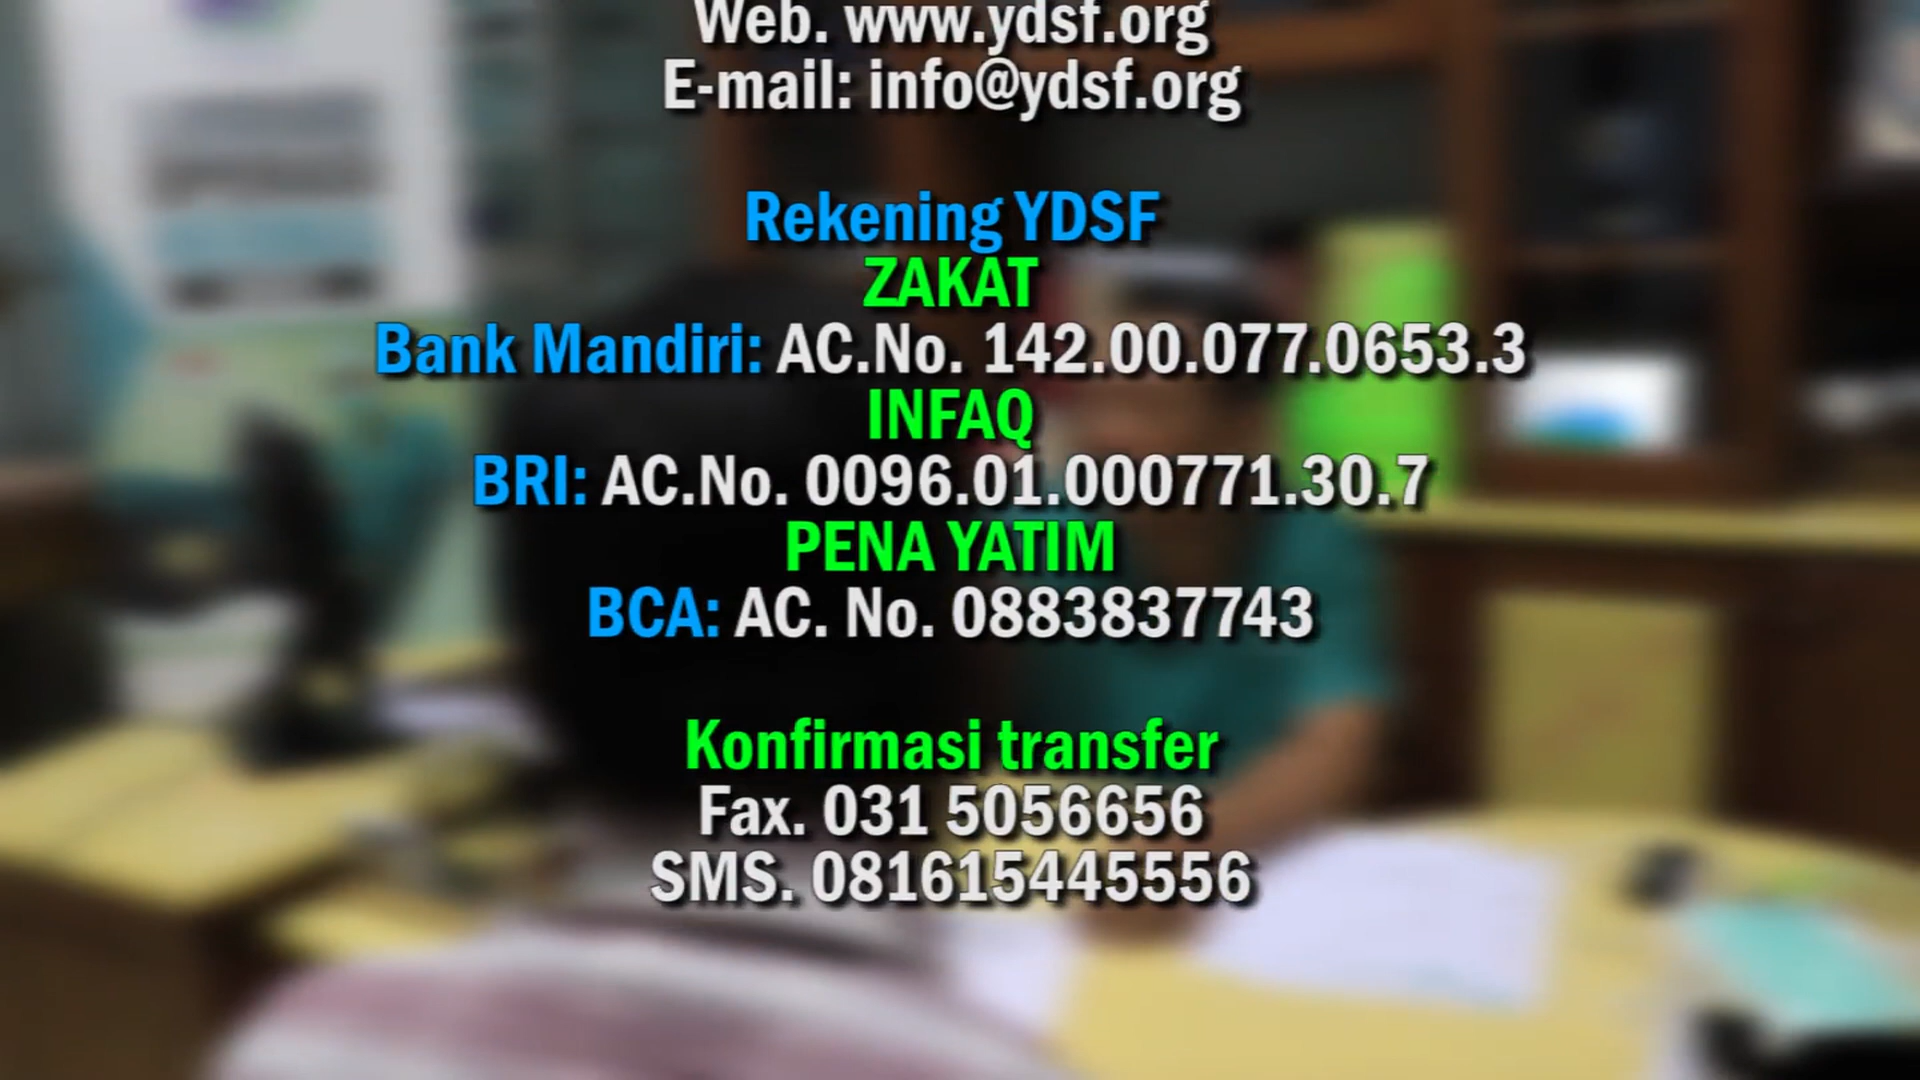 Web. www.ydsf.org
E-mail: info@ydsf.org
Rekening YDSF
ZAKAT
Bank Mandiri: AC.No. 142.00.077.0653.3
INFAQ
BRI: AC.No. 0096.01.000771.30.7
PENA YATIM
BCA: AC. No. 0883837743
Konfirmasi transfer
Fax. 031 5056656
SMS. 081615445556